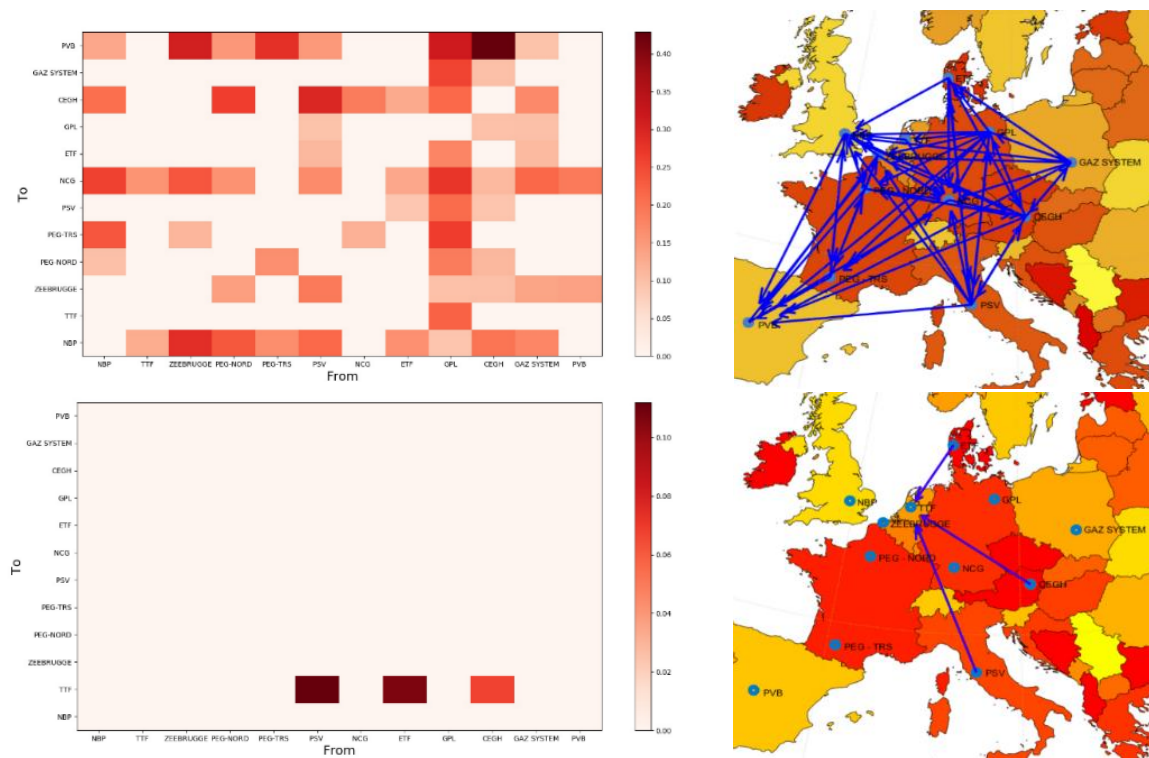 PVB
GAZ SYSTEM
CEGH
GPL
ETF
NCG
PSV
PEG-TRS
PEG-NORD
ZEEBRUGGE
TTF
NBP
To
NBP TTF ZEEBRUGGE PEG-NORD PEG-TRS PSV NCG ETF GPL CEGH GAZ SYSTEM PVB
From
0.40
0.35
0.30
0.25
0.20
0.15
0.10
0.05
0.00
ETF
GPL
GAZ SYSTEM
CEGH
PEG - TRS
PSV
PVB
PVB
GAZ SYSTEM
CEGH
GPL
ETF
NCG
PSV
PEG-TRS
PEG-NORD
ZEEBRUGGE
TTF
NBP
To
NBP TTF ZEEBRUGGE PEG-NORD PEG-TRS PSV NCG ETF GPL CEGH GAZ SYSTEM PVB
From
0.10
0.08
0.06
0.04
0.02
0.00
NBP
TTF
GPL
ZEEBRUGGE
GAZ SYSTEM
PEG - NORD
NCG
CEGH
PEG - TRS
PSV
PVB